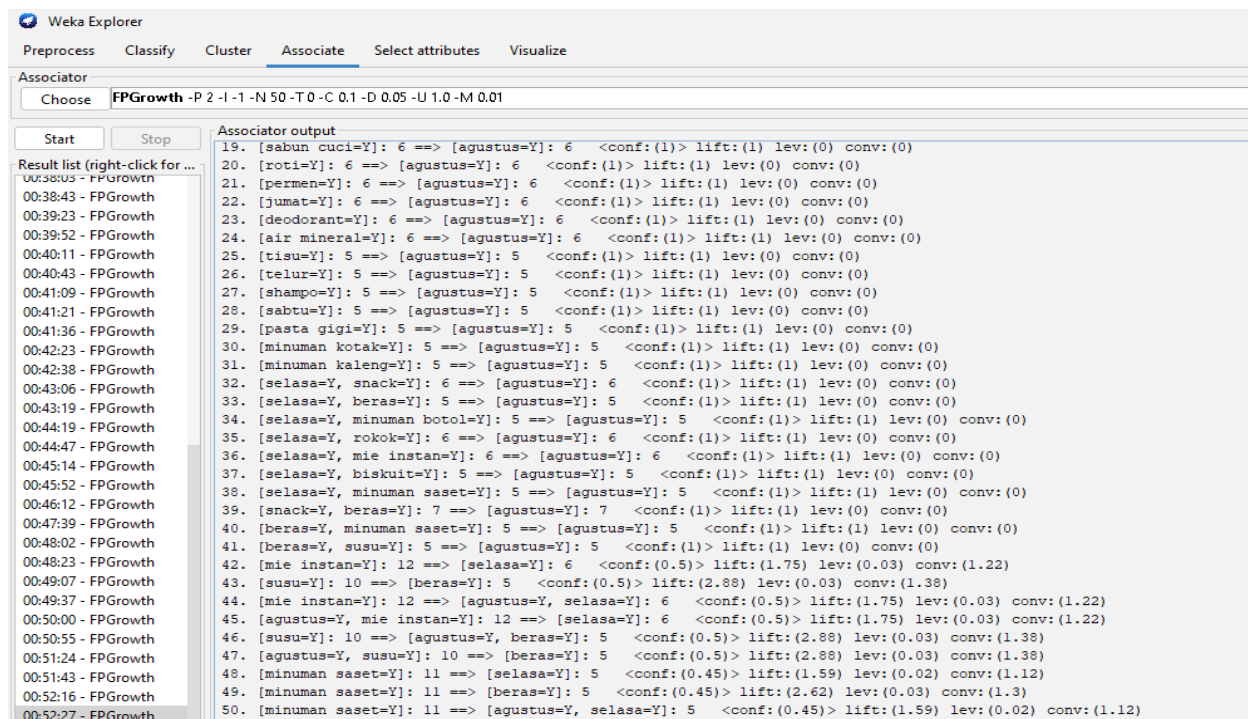 Weka Explorer
Preprocess Classify Cluster Associate Select attributes Visualize
Associator
Choose FPGrowth -P 2 -I -1 -N 50 -T 0 -C 0.1 -D 0.05 -U 1.0 -M 0.01
Start Stop
Result list (right-click for ...
00:38:03 - FPGrowth
00:38:43 - FPGrowth
00:39:23 - FPGrowth
00:39:52 - FPGrowth
00:40:11 - FPGrowth
00:40:43 - FPGrowth
00:41:09 - FPGrowth
00:41:21 - FPGrowth
00:41:36 - FPGrowth
00:42:23 - FPGrowth
00:42:38 - FPGrowth
00:43:06 - FPGrowth
00:43:19 - FPGrowth
00:44:19 - FPGrowth
00:44:47 - FPGrowth
00:45:14 - FPGrowth
00:45:52 - FPGrowth
00:46:12 - FPGrowth
00:47:39 - FPGrowth
00:48:02 - FPGrowth
00:48:23 - FPGrowth
00:49:07 - FPGrowth
00:49:37 - FPGrowth
00:50:00 - FPGrowth
00:50:55 - FPGrowth
00:51:24 - FPGrowth
00:51:43 - FPGrowth
00:52:16 - FPGrowth
00:52:27 - FPGrowth
Associator output
19. [sabun cuci=Y]: 6 ==> [agustus=Y]: 6 <conf:(1)> lift:(1) lev:(0) conv:(0)
20. [roti=Y]: 6 ==> [agustus=Y]: 6 <conf:(1)> lift:(1) lev:(0) conv:(0)
21. [permen=Y]: 6 ==> [agustus=Y]: 6 <conf:(1)> lift:(1) lev:(0) conv:(0)
22. [jumat=Y]: 6 ==> [agustus=Y]: 6 <conf:(1)> lift:(1) lev:(0) conv:(0)
23. [deodorant=Y]: 6 ==> [agustus=Y]: 6 <conf:(1)> lift:(1) lev:(0) conv:(0)
24. [air mineral=Y]: 6 ==> [agustus=Y]: 6 <conf:(1)> lift:(1) lev:(0) conv:(0)
25. [tisu=Y]: 5 ==> [agustus=Y]: 5 <conf:(1)> lift:(1) lev:(0) conv:(0)
26. [telur=Y]: 5 ==> [agustus=Y]: 5 <conf:(1)> lift:(1) lev:(0) conv:(0)
27. [shampo=Y]: 5 ==> [agustus=Y]: 5 <conf:(1)> lift:(1) lev:(0) conv:(0)
28. [sabtu=Y]: 5 ==> [agustus=Y]: 5 <conf:(1)> lift:(1) lev:(0) conv:(0)
29. [pasta gigi=Y]: 5 ==> [agustus=Y]: 5 <conf:(1)> lift:(1) lev:(0) conv:(0)
30. [minuman kotak=Y]: 5 ==> [agustus=Y]: 5 <conf:(1)> lift:(1) lev:(0) conv:(0)
31. [minuman kaleng=Y]: 5 ==> [agustus=Y]: 5 <conf:(1)> lift:(1) lev:(0) conv:(0)
32. [selasa=Y, snack=Y]: 6 ==> [agustus=Y]: 6 <conf:(1)> lift:(1) lev:(0) conv:(0)
33. [selasa=Y, beras=Y]: 5 ==> [agustus=Y]: 5 <conf:(1)> lift:(1) lev:(0) conv:(0)
34. [selasa=Y, minuman botol=Y]: 5 ==> [agustus=Y]: 5 <conf:(1)> lift:(1) lev:(0) conv:(0)
35. [selasa=Y, rokok=Y]: 6 ==> [agustus=Y]: 6 <conf:(1)> lift:(1) lev:(0) conv:(0)
36. [selasa=Y, mie instan=Y]: 6 ==> [agustus=Y]: 6 <conf:(1)> lift:(1) lev:(0) conv:(0)
37. [selasa=Y, biskuit=Y]: 5 ==> [agustus=Y]: 5 <conf:(1)> lift:(1) lev:(0) conv:(0)
38. [selasa=Y, minuman saset=Y]: 5 ==> [agustus=Y]: 5 <conf:(1)> lift:(1) lev:(0) conv:(0)
39. [snack=Y, beras=Y]: 7 ==> [agustus=Y]: 7 <conf:(1)> lift:(1) lev:(0) conv:(0)
40. [beras=Y, minuman saset=Y]: 5 ==> [agustus=Y]: 5 <conf:(1)> lift:(1) lev:(0) conv:(0)
41. [beras=Y, susu=Y]: 5 ==> [agustus=Y]: 5 <conf:(1)> lift:(1) lev:(0) conv:(0)
42. [mie instan=Y]: 12 ==> [selasa=Y]: 6 <conf:(0.5)> lift:(1.75) lev:(0.03) conv:(1.22)
43. [susu=Y]: 10 ==> [beras=Y]: 5 <conf:(0.5)> lift:(2.88) lev:(0.03) conv:(1.38)
44. [mie instan=Y]: 12 ==> [agustus=Y, selasa=Y]: 6 <conf:(0.5)> lift:(1.75) lev:(0.03) conv:(1.22)
45. [agustus=Y, mie instan=Y]: 12 ==> [selasa=Y]: 6 <conf:(0.5)> lift:(1.75) lev:(0.03) conv:(1.22)
46. [susu=Y]: 10 ==> [agustus=Y, beras=Y]: 5 <conf:(0.5)> lift:(2.88) lev:(0.03) conv:(1.38)
47. [agustus=Y, susu=Y]: 10 ==> [beras=Y]: 5 <conf:(0.5)> lift:(2.88) lev:(0.03) conv:(1.38)
48. [minuman saset=Y]: 11 ==> [selasa=Y]: 5 <conf:(0.45)> lift:(1.59) lev:(0.02) conv:(1.12)
49. [minuman saset=Y]: 11 ==> [beras=Y]: 5 <conf:(0.45)> lift:(2.62) lev:(0.03) conv:(1.3)
50. [minuman saset=Y]: 11 ==> [agustus=Y, selasa=Y]: 5 <conf:(0.45)> lift:(1.59) lev:(0.02) conv:(1.12)